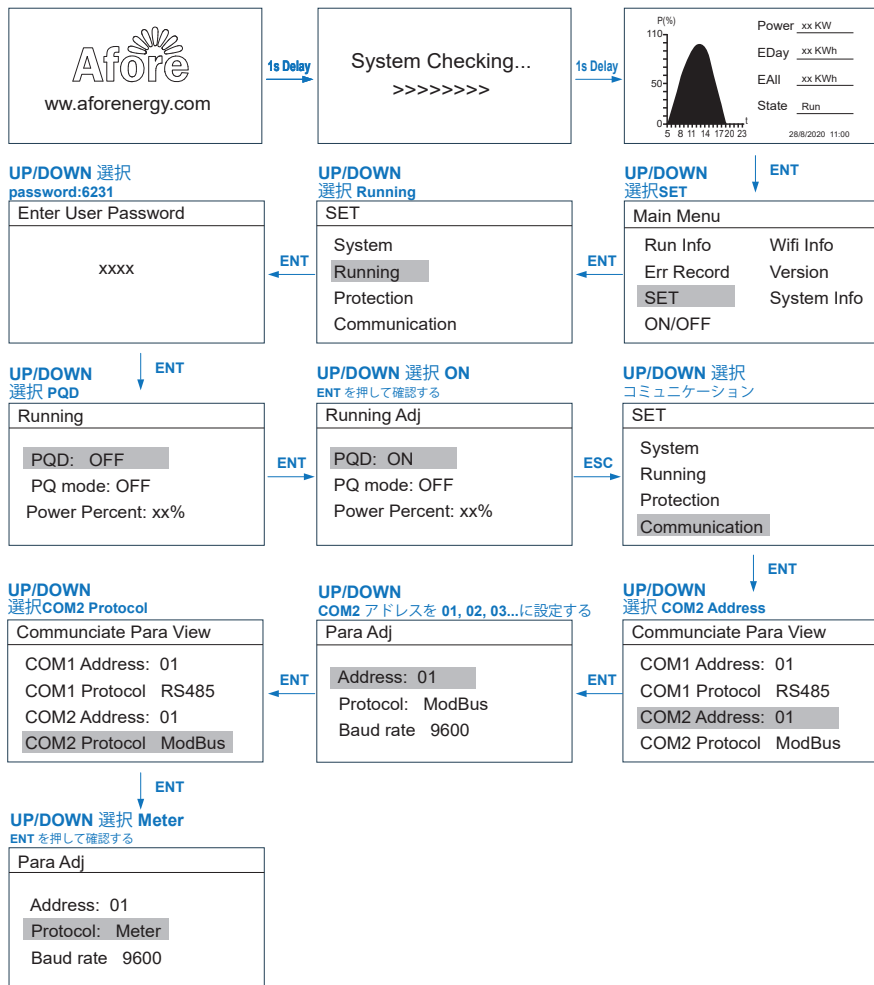 Afore
ww.aforenergy.com
1s Delay
System Checking...
>>>>>>>>
1s Delay
P(%)
110
50
0
5 8 11 14 17 20 23
t
Power xx KW
EDay xx KWh
EAll xx KWh
State Run
28/8/2020 11:00
ENT
UP/DOWN 選択
password:6231
Enter User Password
xxxx
ENT
UP/DOWN
選択 Running
SET
System
Running
Protection
Communication
ENT
UP/DOWN
選択SET
Main Menu
Run Info Wifi Info
Err Record Version
SET System Info
ON/OFF
ENT
UP/DOWN
選択 PQD
Running
PQD: OFF
PQ mode: OFF
Power Percent: xx%
ENT
UP/DOWN 選択 ON
ENT を押して確認する
Running Adj
PQD: ON
PQ mode: OFF
Power Percent: xx%
ESC
UP/DOWN 選択
コミュニケーション
SET
System
Running
Protection
Communication
ENT
UP/DOWN
選択COM2 Protocol
Communciate Para View
COM1 Address: 01
COM1 Protocol RS485
COM2 Address: 01
COM2 Protocol ModBus
ENT
UP/DOWN
COM2 アドレスを 01, 02, 03...に設定する
Para Adj
Address: 01
Protocol: ModBus
Baud rate 9600
ENT
UP/DOWN
選択 COM2 Address
Communciate Para View
COM1 Address: 01
COM1 Protocol RS485
COM2 Address: 01
COM2 Protocol ModBus
ENT
UP/DOWN 選択 Meter
ENT を押して確認する
Para Adj
Address: 01
Protocol: Meter
Baud rate 9600